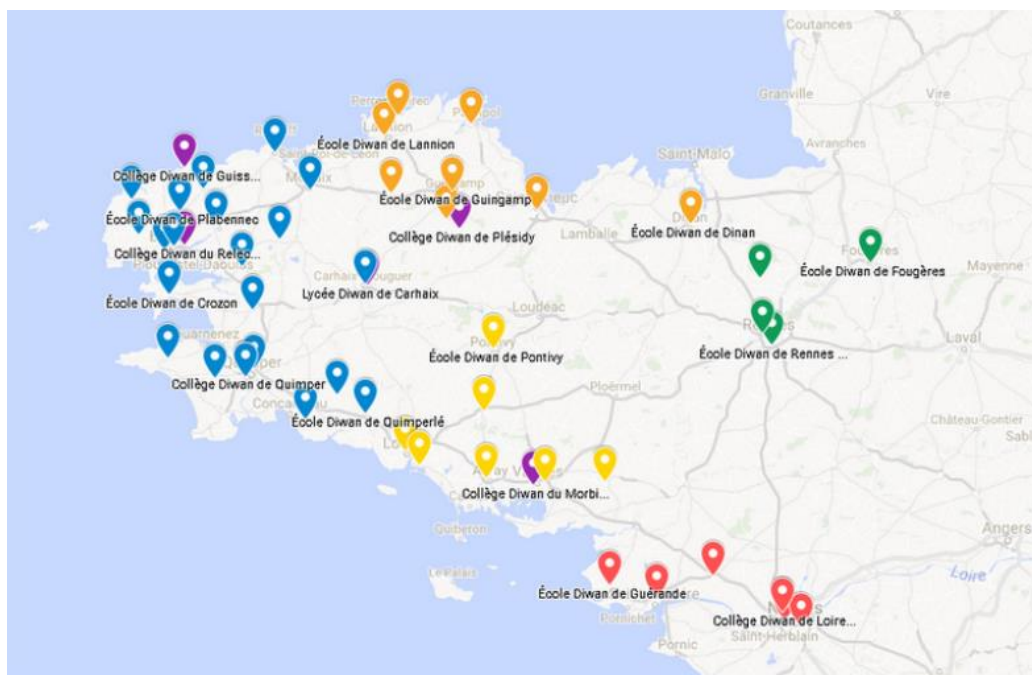 Coutances
Granville
Vire
Avranches
Saint-Malo
École Diwan de Lannion
Collège Diwan de Guiss...
École Diwan de Guingamp
École Diwan de Plabennec
Collège Diwan de Plésidy
Lamballe
École Diwan de Dinan
Collège Diwan du Relec...
École Diwan de Fougères
Mayenne
Lycée Diwan de Carhaix
École Diwan de Crozon
Loudéac
Laval
École Diwan de Pontivy
École Diwan de Rennes ...
Collège Diwan de Quimper
Ploërmel
École Diwan de Quimperlé
Château-Gontier
Collège Diwan du Morbi...
Quiberon
Angers
Le Palais
Loire
École Diwan de Guérande
Pornichet
Collège Diwan de Loire...
Saint-Herblain
Pornic